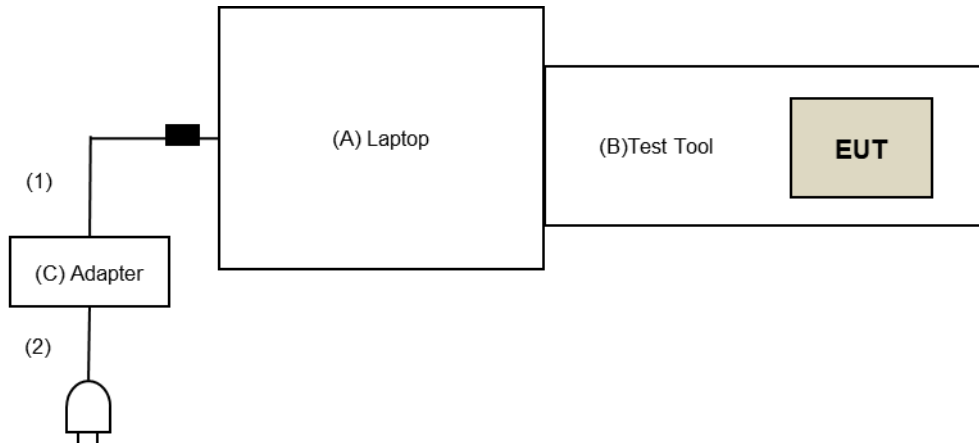 (A) Laptop
(B)Test Tool
EUT
(1)
(C) Adapter
(2)